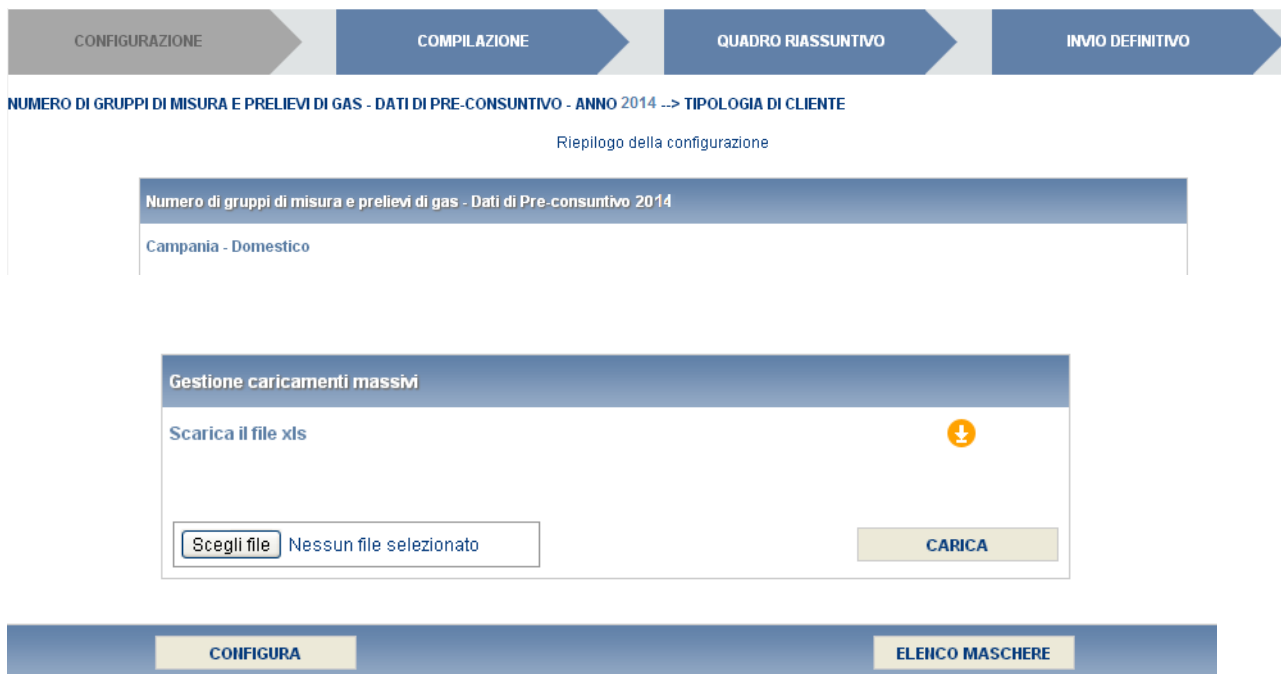 CONFIGURAZIONE COMPILAZIONE QUADRO RIASSUNTIVO INVIO DEFINITIVO
NUMERO DI GRUPPI DI MISURA E PRELIEVI DI GAS - DATI DI PRE-CONSUNTIVO - ANNO 2014 --> TIPOLOGIA DI CLIENTE
Riepilogo della configurazione
Numero di gruppi di misura e prelievi di gas - Dati di Pre-consuntivo 2014
Campania - Domestico
Gestione caricamenti massivi
Scarica il file xls
Scegli file Nessun file selezionato CARICA
CONFIGURA ELENCO MASCHERE